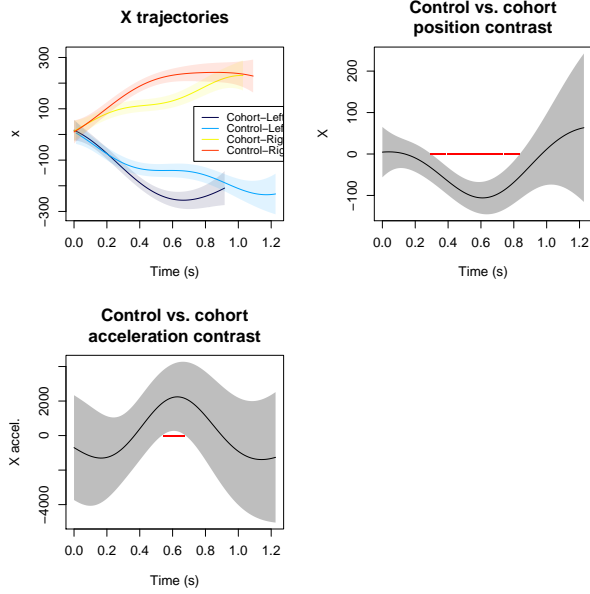 X trajectories
x
300
100
−100
−300
Cohort−Left
Control−Lef
Cohort−Rig
Control−Rig
0.0 0.2 0.4 0.6 0.8 1.0 1.2
Time (s)
Control vs. cohort
position contrast
X
200
100
0
−100
0.0 0.2 0.4 0.6 0.8 1.0 1.2
Time (s)
Control vs. cohort
acceleration contrast
X accel.
2000
0
−4000
0.0 0.2 0.4 0.6 0.8 1.0 1.2
Time (s)